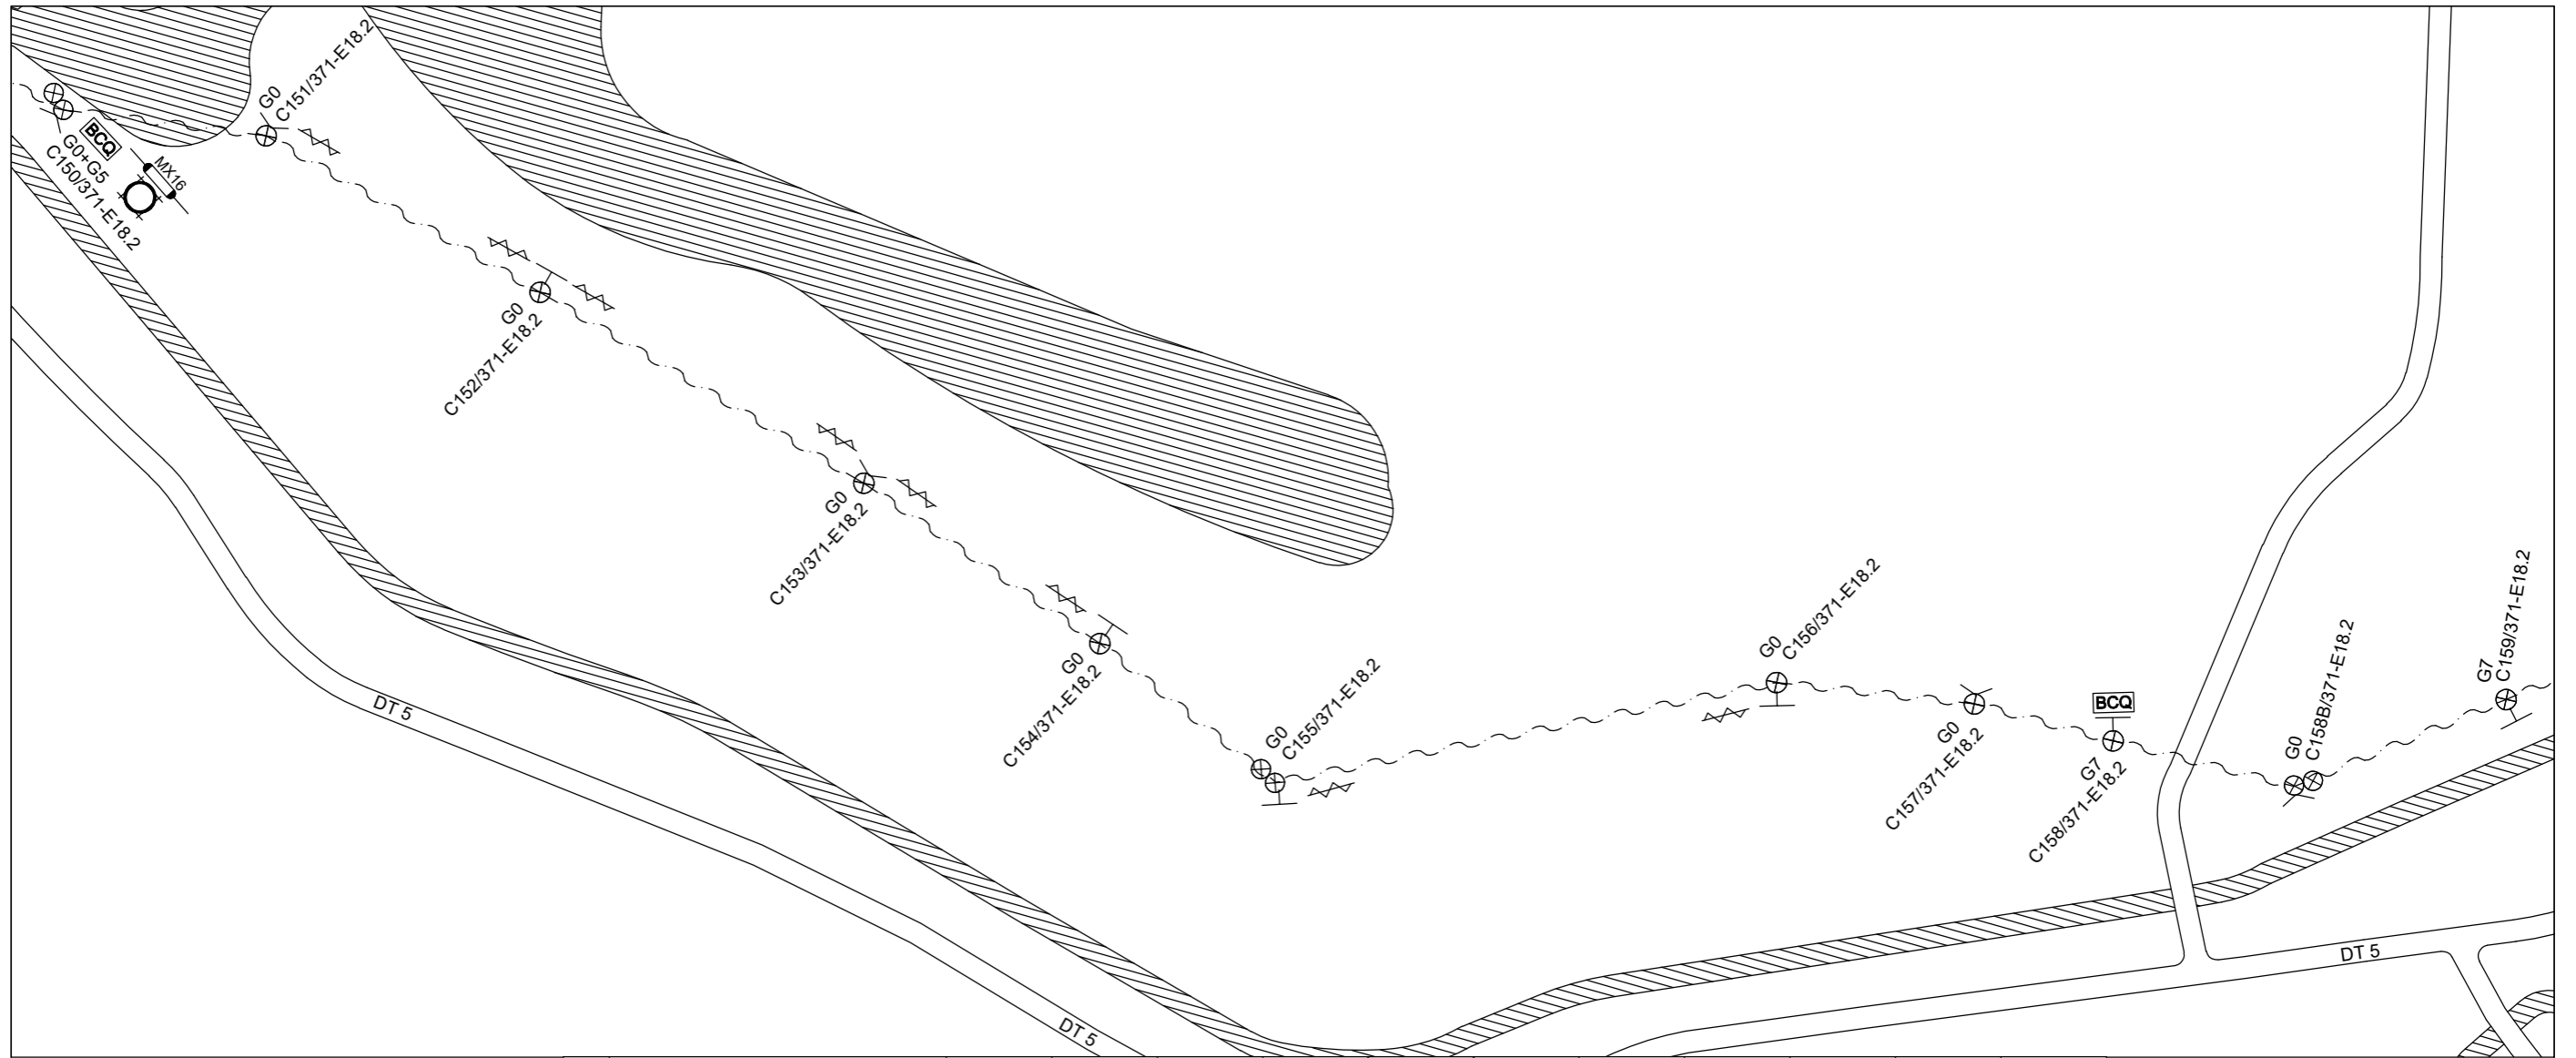 BCQ
G0+G5
C150/371-E18.2
MX16
G0
C151/371-E18.2
G0
C152/371-E18.2
G0
C153/371-E18.2
G0
C154/371-E18.2
G0
C155/371-E18.2
G0
C156/371-E18.2
G0
C157/371-E18.2
BCQ
G7
C158/371-E18.2
G0
C158B/371-E18.2
G7
C159/371-E18.2
DT 5
DT 5
DT 5